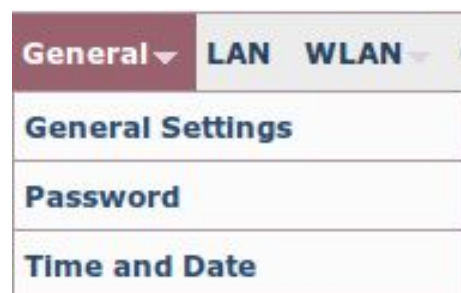 General LAN WLAN
General Settings
Password
Time and Date